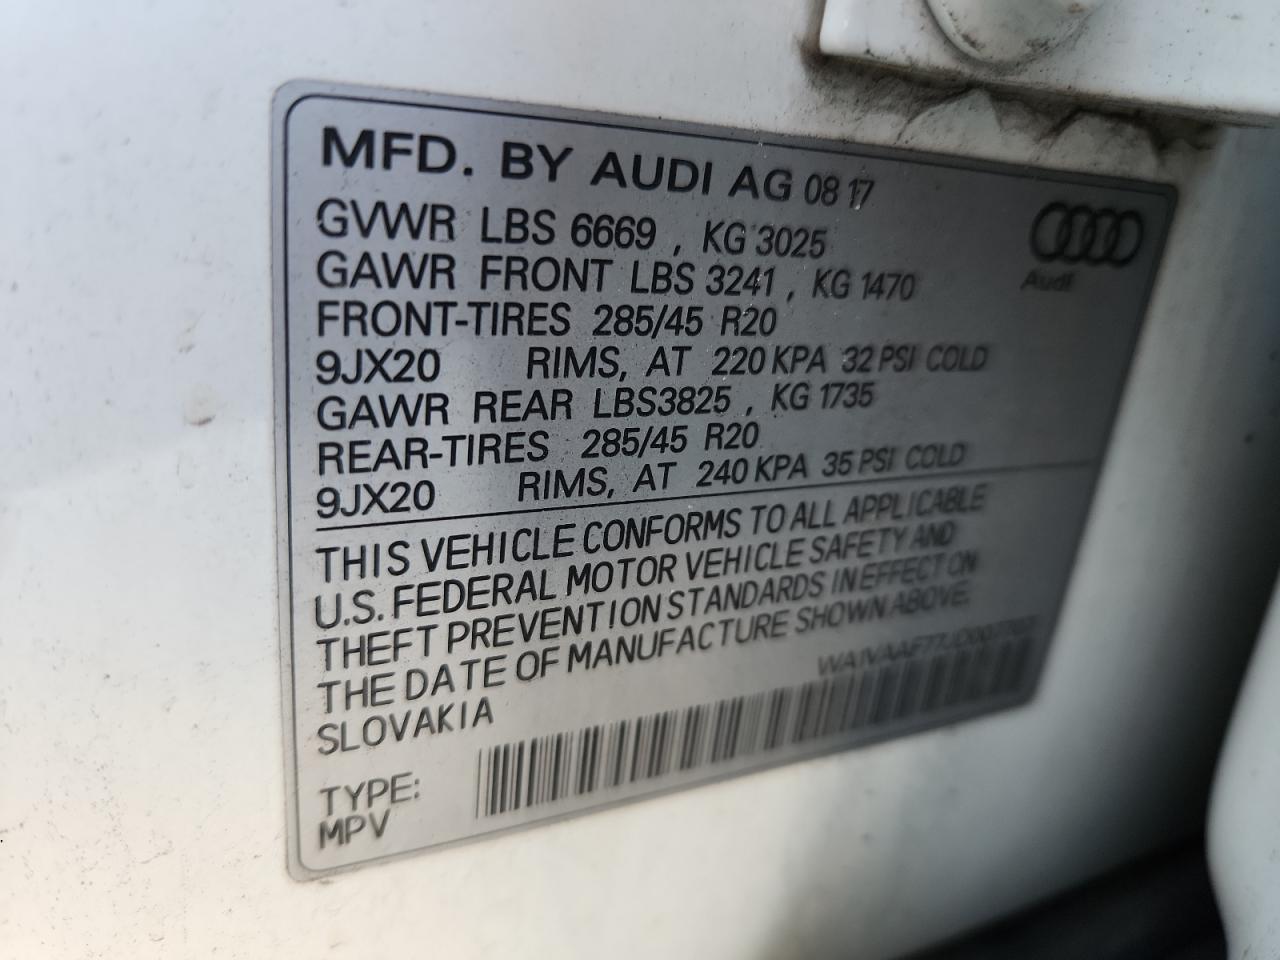 MFD. BY AUDI AG 08 17
GVWR LBS 6669 , KG 3025
GAWR FRONT LBS 3241 , KG 1470
FRONT-TIRES 285/45 R20
9JX20 RIMS, AT 220 KPA 32 PSI COLD
GAWR REAR LBS3825 , KG 1735
REAR-TIRES 285/45 R20
9JX20 RIMS, AT 240 KPA 35 PSI COLD
Audi
THIS VEHICLE CONFORMS TO ALL APPLICABLE
U.S. FEDERAL MOTOR VEHICLE SAFETY AND
THEFT PREVENTION STANDARDS IN EFFECT ON
THE DATE OF MANUFACTURE SHOWN ABOVE.
SLOVAKIA
TYPE:
MPV